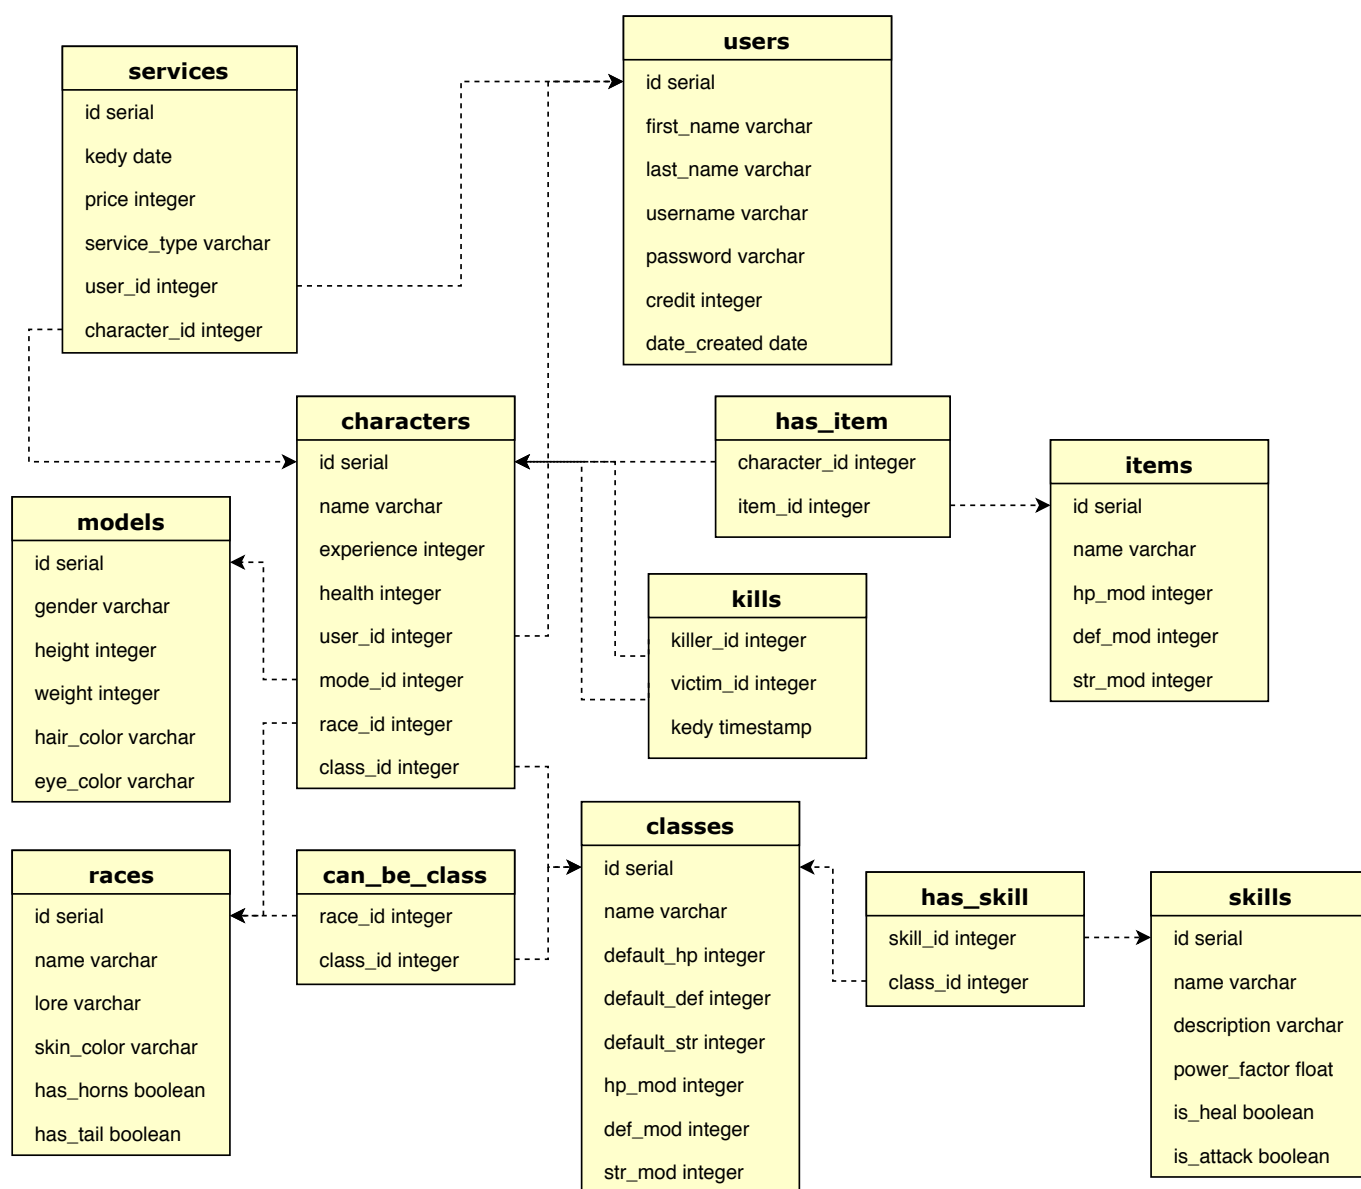 services
id serial
kedy date
price integer
service_type varchar
user_id integer
character_id integer
users
id serial
first_name varchar
last_name varchar
username varchar
password varchar
credit integer
date_created date
characters
id serial
name varchar
experience integer
health integer
user_id integer
mode_id integer
race_id integer
class_id integer
has_item
character_id integer
item_id integer
items
id serial
name varchar
hp_mod integer
def_mod integer
str_mod integer
models
id serial
gender varchar
height integer
weight integer
hair_color varchar
eye_color varchar
kills
killer_id integer
victim_id integer
kedy timestamp
races
id serial
name varchar
lore varchar
skin_color varchar
has_horns boolean
has_tail boolean
can_be_class
race_id integer
class_id integer
classes
id serial
name varchar
default_hp integer
default_def integer
default_str integer
hp_mod integer
def_mod integer
str_mod integer
has_skill
skill_id integer
class_id integer
skills
id serial
name varchar
description varchar
power_factor float
is_heal boolean
is_attack boolean